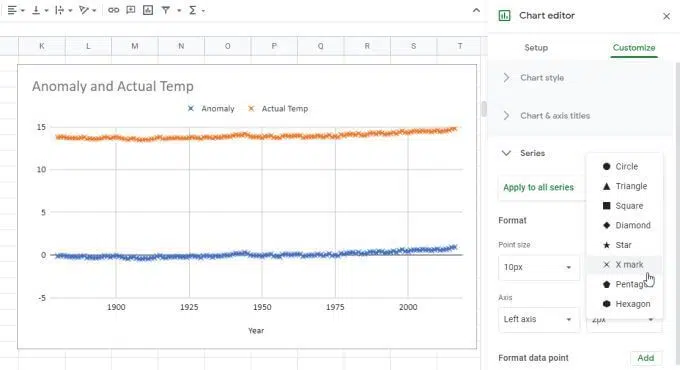 Chart editor
Setup
Customize
K L M N O P Q R S T
Chart style
Chart & axis titles
Series
Apply to all series
Format
Point size
10px
Axis
Left axis
2px
Format data point
Add
Circle
Triangle
Square
Diamond
Star
X mark
Pentag
Hexagon
Anomaly and Actual Temp
Anomaly
Actual Temp
15
10
5
0
-5
1900
1925
1950
1975
2000
Year